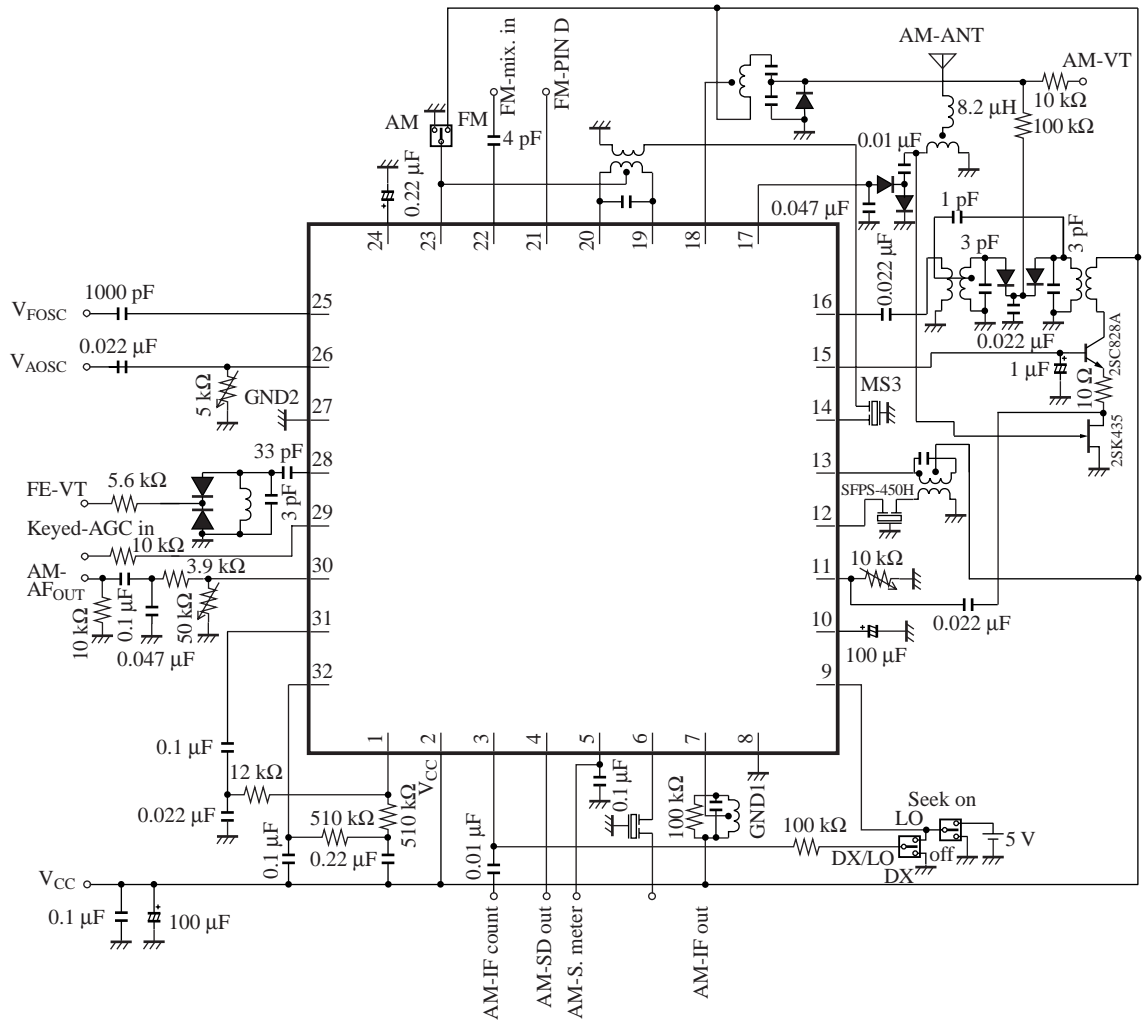 AM-ANT
AM-VT
10 kΩ
8.2 μH
100 kΩ
AM
FM
FM-mix. in
FM-PIN D
4 pF
0.22 μF
0.01 μF
0.047 μF
1 pF
3 pF
3 pF
0.022 μF
0.022 μF
24
23
22
21
20
19
18
17
VFOSC
1000 pF
25
16
VAOSC
0.022 μF
26
15
1 μF
2SC828A
10 Ω
5 kΩ
GND2
27
14
MS3
2SK435
33 pF
28
13
FE-VT
5.6 kΩ
3 pF
SFPS-450H
Keyed-AGC in
29
12
10 kΩ
3.9 kΩ
AM-
AFOUT
30
11
10 kΩ
10 kΩ
0.1 μF
0.047 μF
50 kΩ
31
10
0.022 μF
100 μF
32
9
1
2
3
4
5
6
7
8
VCC
0.1 μF
12 kΩ
0.022 μF
510 kΩ
510 kΩ
0.1 μF
0.22 μF
0.01 μF
0.1 μF
100 kΩ
GND1
100 kΩ
Seek on
LO
off
5 V
DX/LO
DX
VCC
0.1 μF
100 μF
AM-IF count
AM-SD out
AM-S. meter
AM-IF out